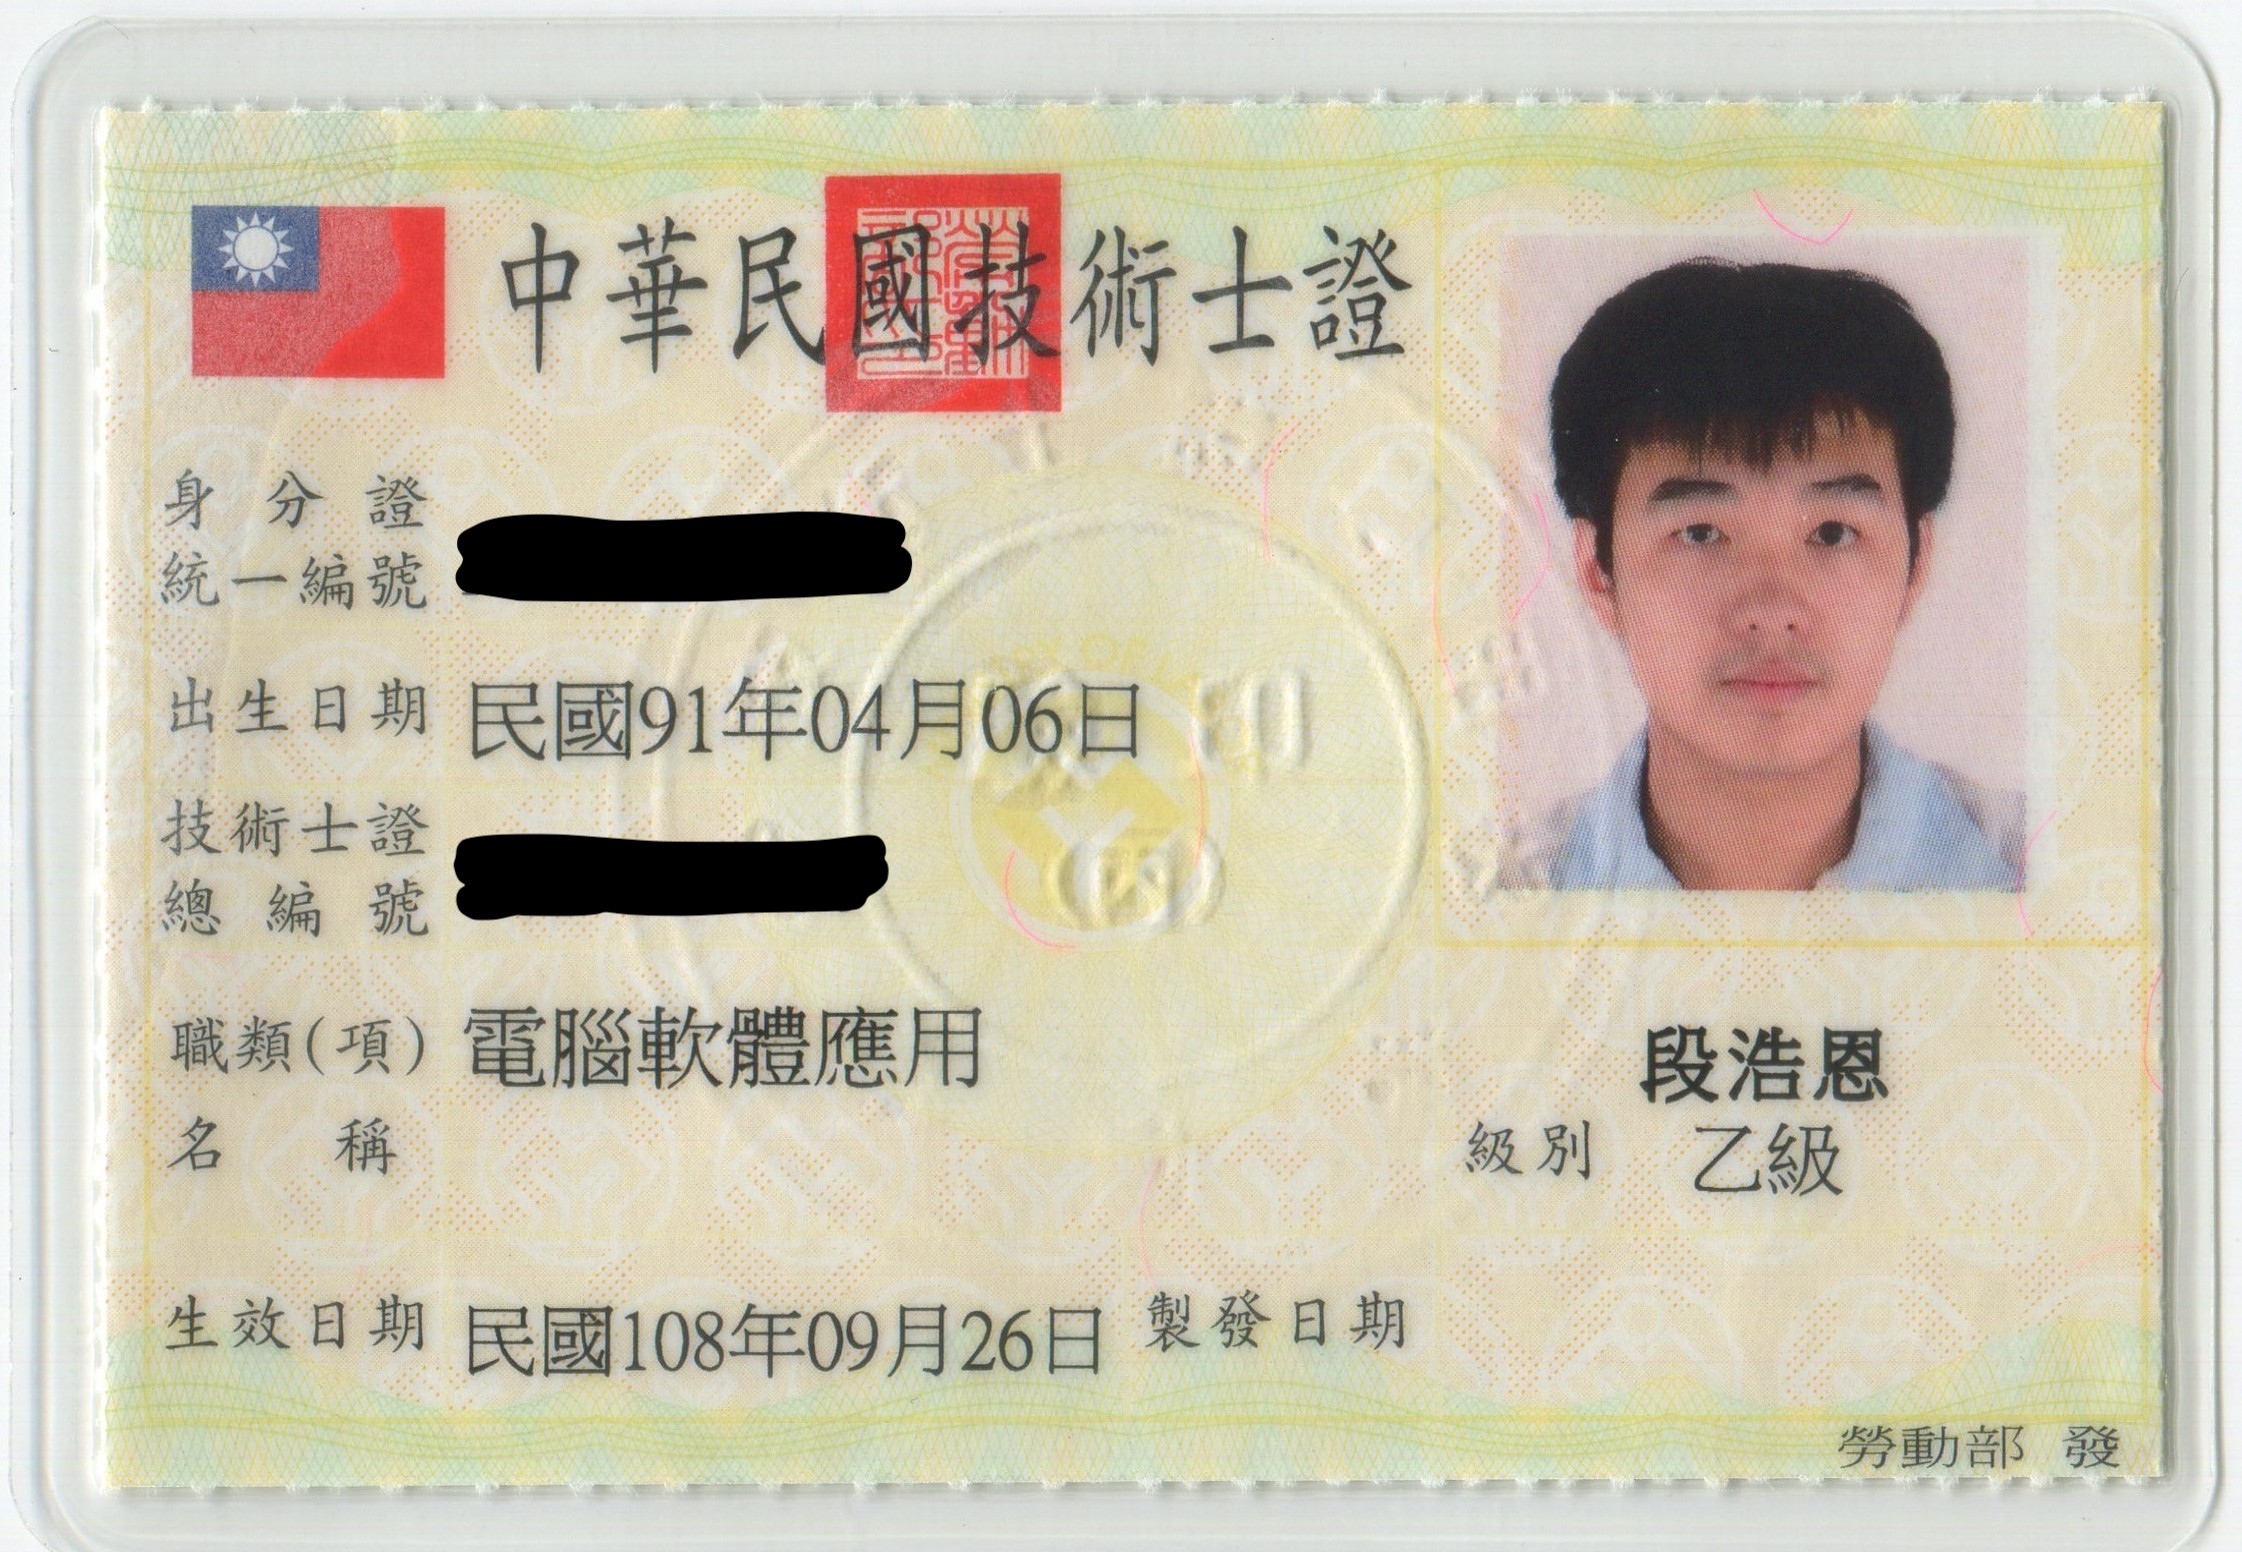 中華民國技術士證
身分證
統一編號
出生日期 民國91年04月06日
技術士證
總編號
職類(項) 電腦軟體應用
名稱
段浩恩
級別 乙級
生效日期 民國108年09月26日 製發日期
勞動部 發